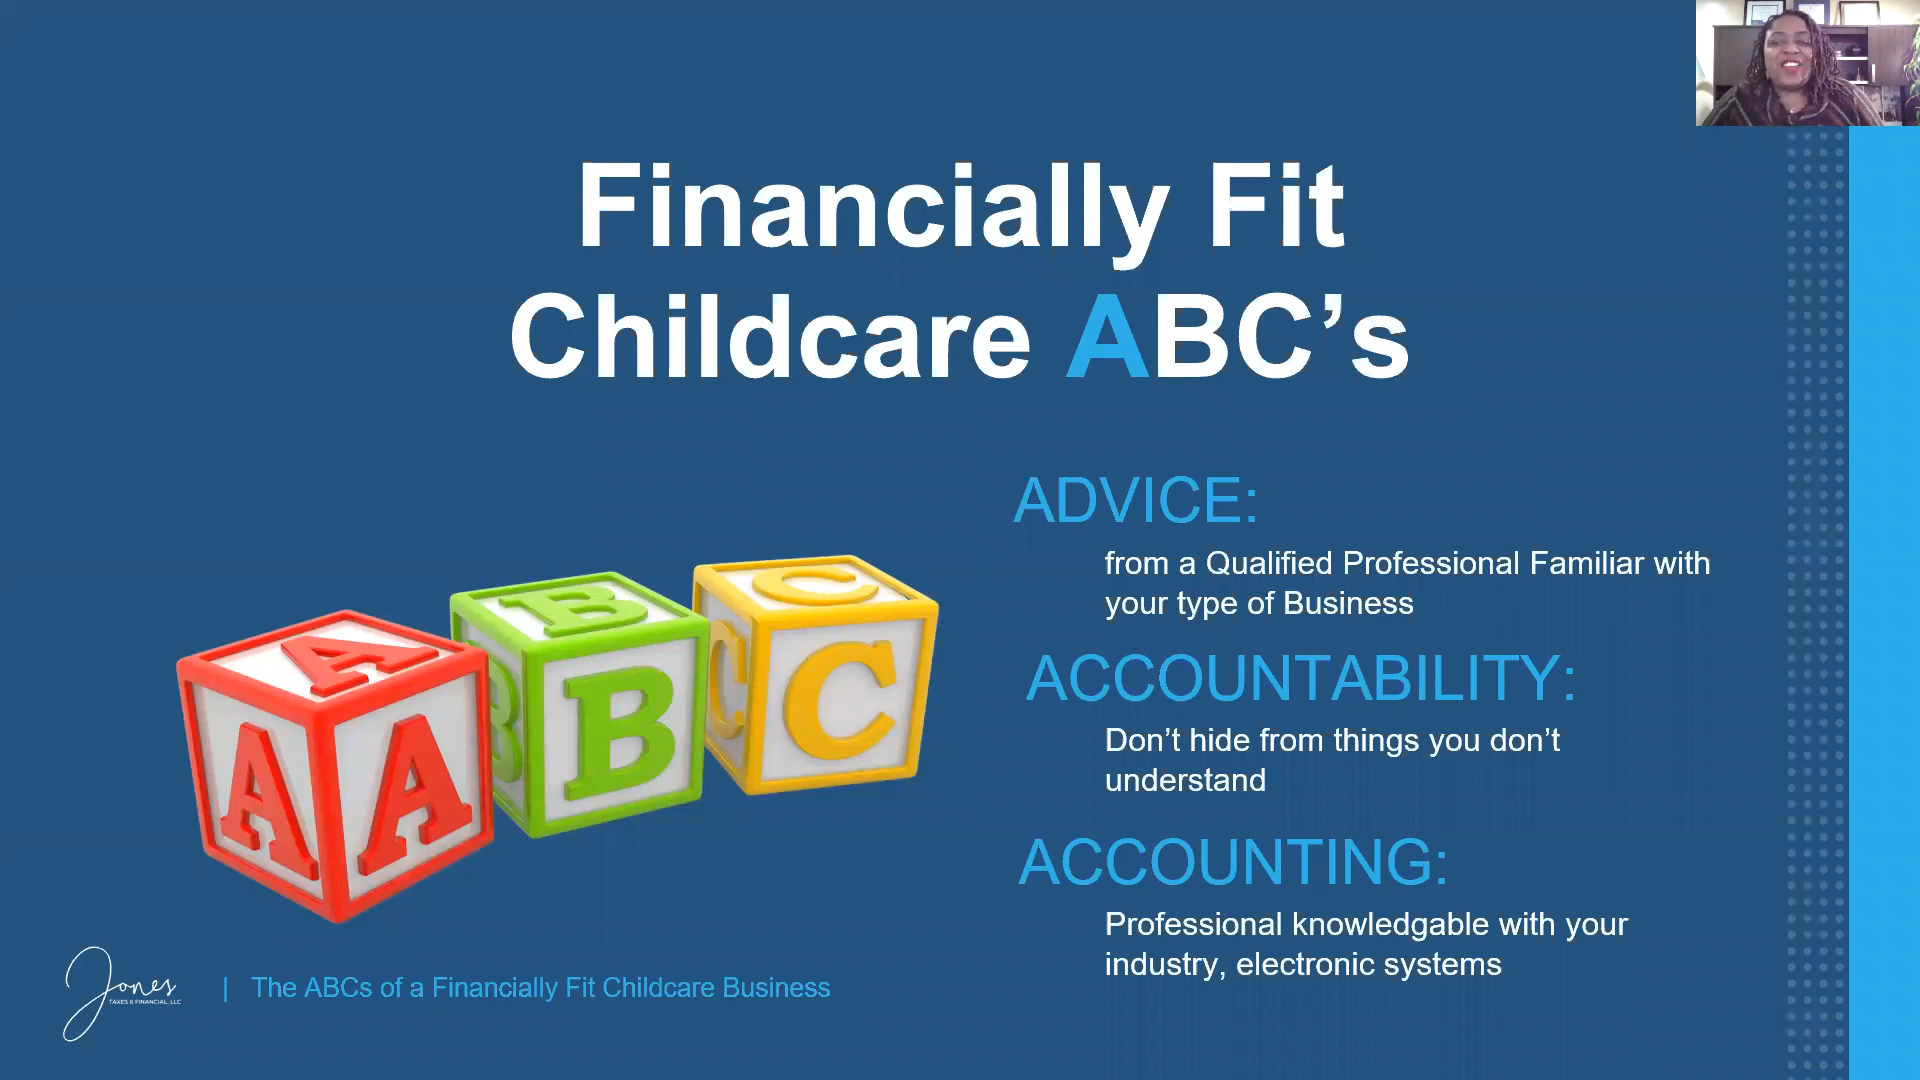 Financially Fit
Childcare ABC’s
ADVICE:
from a Qualified Professional Familiar with
your type of Business
ACCOUNTABILITY:
Don’t hide from things you don’t
understand
ACCOUNTING:
Professional knowledgable with your
industry, electronic systems
A A A
B B B
C C C
Jones
TAXES & FINANCIAL, LLC
| The ABCs of a Financially Fit Childcare Business